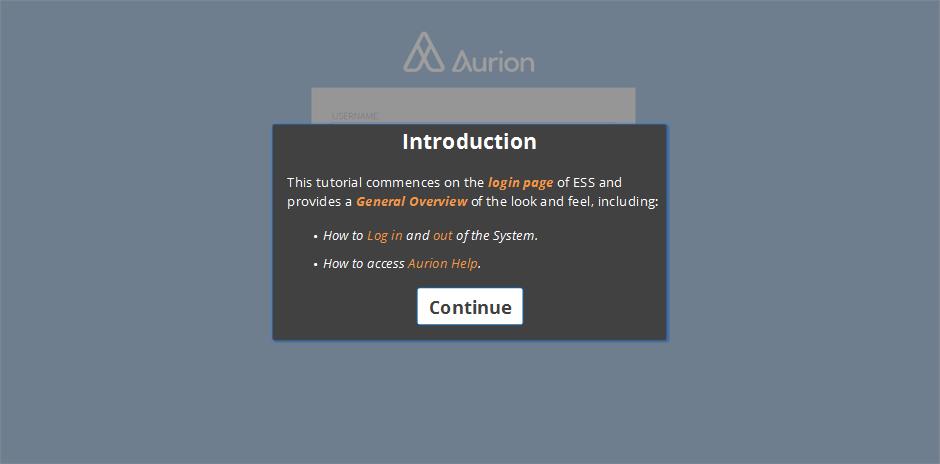 Aurion
USERNAME
Introduction
This tutorial commences on the login page of ESS and
provides a General Overview of the look and feel, including:
• How to Log in and out of the System.
• How to access Aurion Help.
Continue